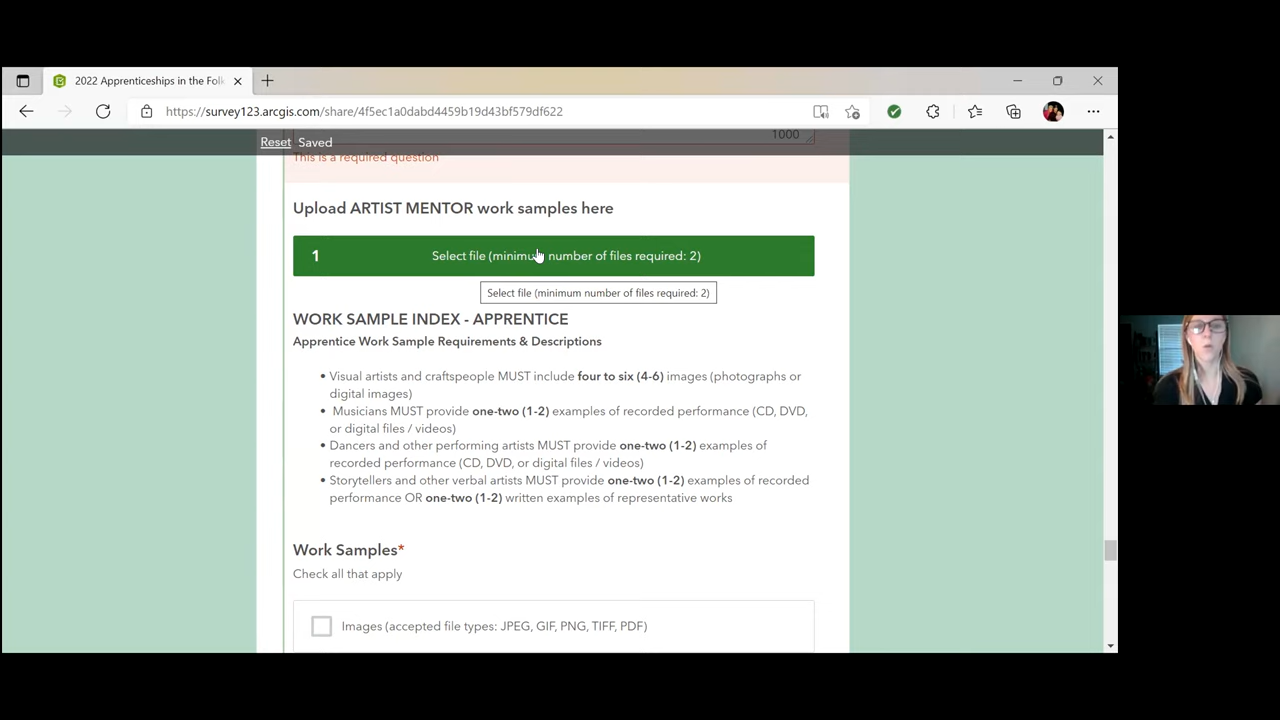 2022 Apprenticeships in the Folk
https://survey123.arcgis.com/share/4f5ec1a0dabd4459b19d43bf579df622
Reset Saved
1000
This is a required question
Upload ARTIST MENTOR work samples here
1 Select file (minimum number of files required: 2)
Select file (minimum number of files required: 2)
WORK SAMPLE INDEX - APPRENTICE
Apprentice Work Sample Requirements & Descriptions
• Visual artists and craftspeople MUST include four to six (4-6) images (photographs or
digital images)
• Musicians MUST provide one-two (1-2) examples of recorded performance (CD, DVD,
or digital files / videos)
• Dancers and other performing artists MUST provide one-two (1-2) examples of
recorded performance (CD, DVD, or digital files / videos)
• Storytellers and other verbal artists MUST provide one-two (1-2) examples of recorded
performance OR one-two (1-2) written examples of representative works
Work Samples*
Check all that apply
Images (accepted file types: JPEG, GIF, PNG, TIFF, PDF)